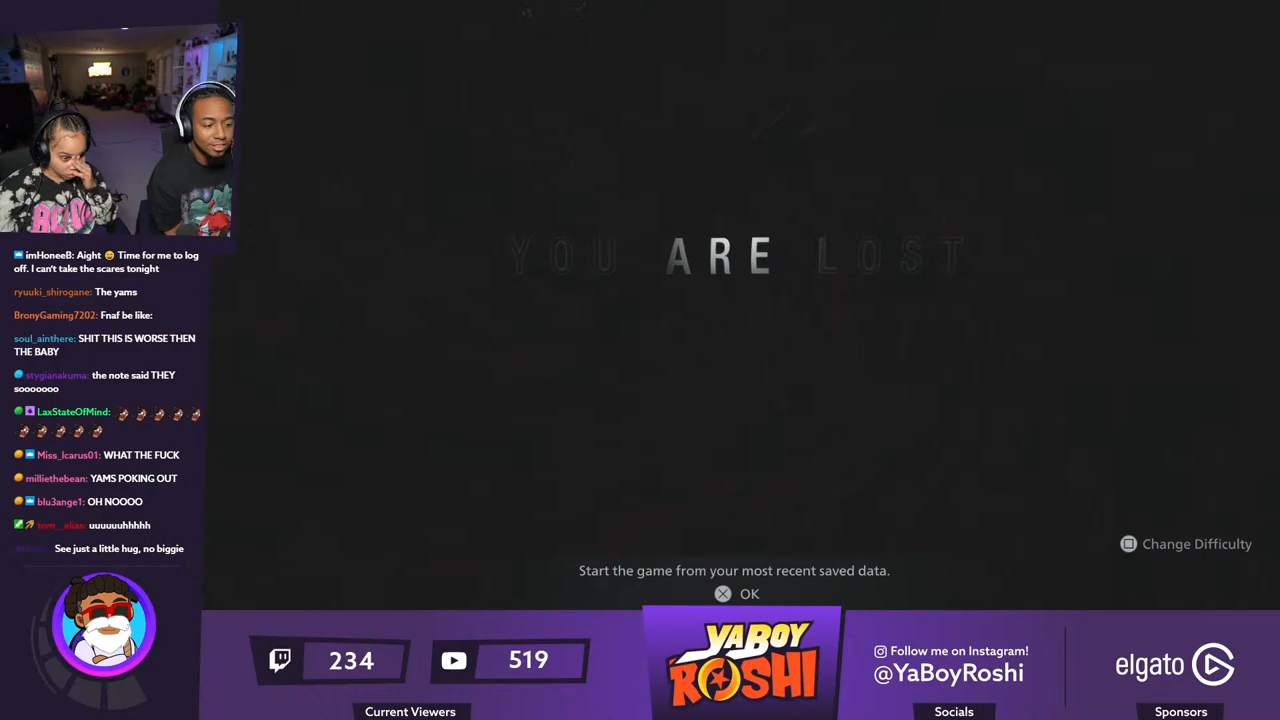 imHoneeB: Aight 😄 Time for me to log
off. I can't take the scares tonight
ryuuki_shirogane: The yams
BronyGaming7202: Fnaf be like:
soul_ainthere: SHIT THIS IS WORSE THEN
THE BABY
stygianakuma: the note said THEY
sooooooo
LaxStateOfMind:
Miss_Icarus01: WHAT THE FUCK
milliethebean: YAMS POKING OUT
blu3ange1: OH NOOOO
uuuuuuhhhhh
See just a little hug, no biggie
YOU ARE LOST
Change Difficulty
Start the game from your most recent saved data.
OK
234
519
Current Viewers
YABOY
ROSHI
Follow me on Instagram!
@YaBoyRoshi
Socials
elgato
Sponsors